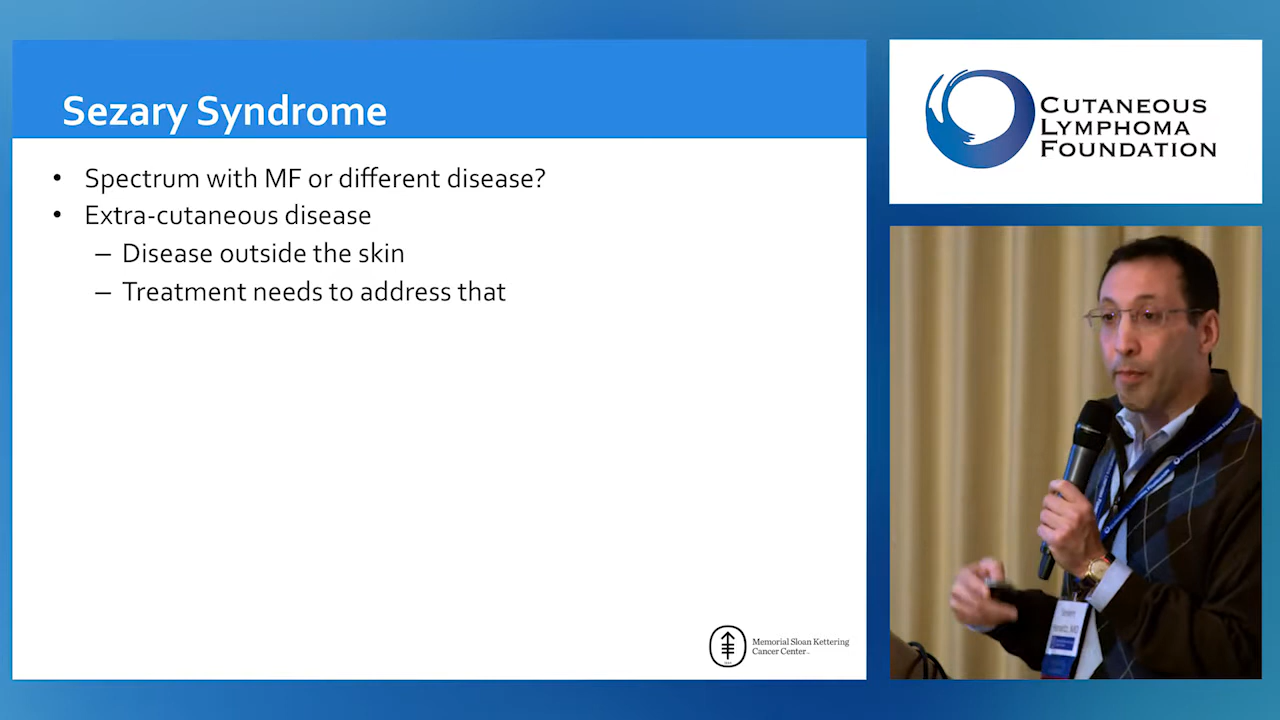 Sezary Syndrome
• Spectrum with MF or different disease?
• Extra-cutaneous disease
– Disease outside the skin
– Treatment needs to address that
Memorial Sloan Kettering
Cancer Center
CUTANEOUS
LYMPHOMA
FOUNDATION